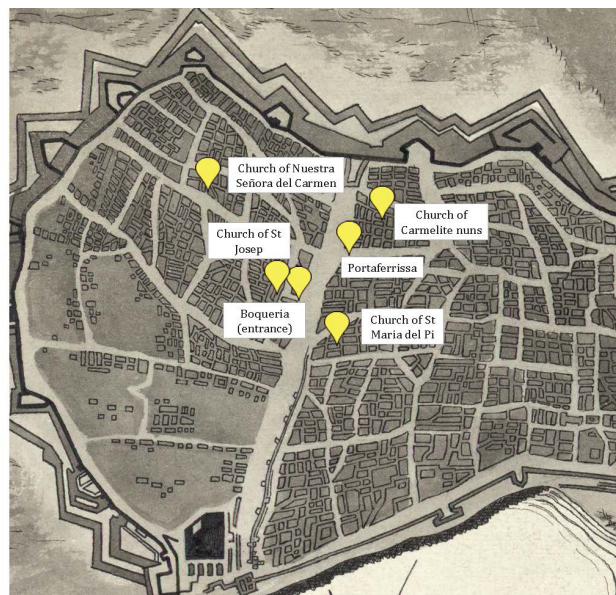 Church of Nuestra
Señora del Carmen
Church of
Carmelite nuns
Church of St
Josep
Portaferrissa
Boqueria
(entrance)
Church of St
Maria del Pi